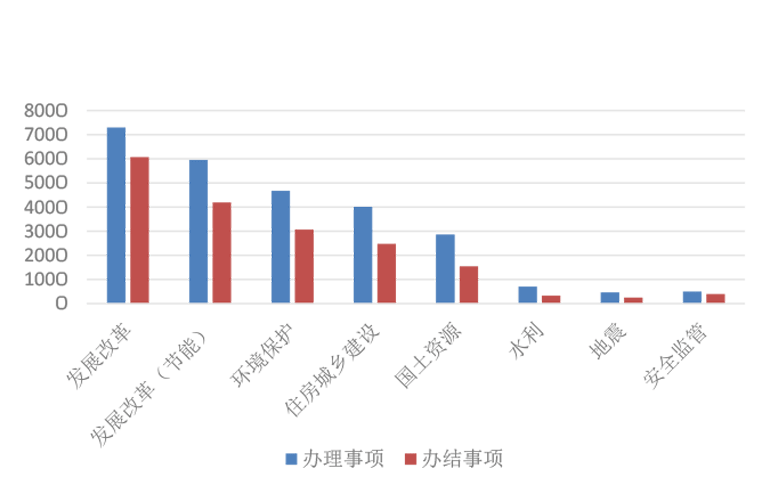 8000
7000
6000
5000
4000
3000
2000
1000
0
发展改革
发展改革（节能）
环境保护
住房城乡建设
国土资源
水利
地震
安全监管
办理事项 办结事项